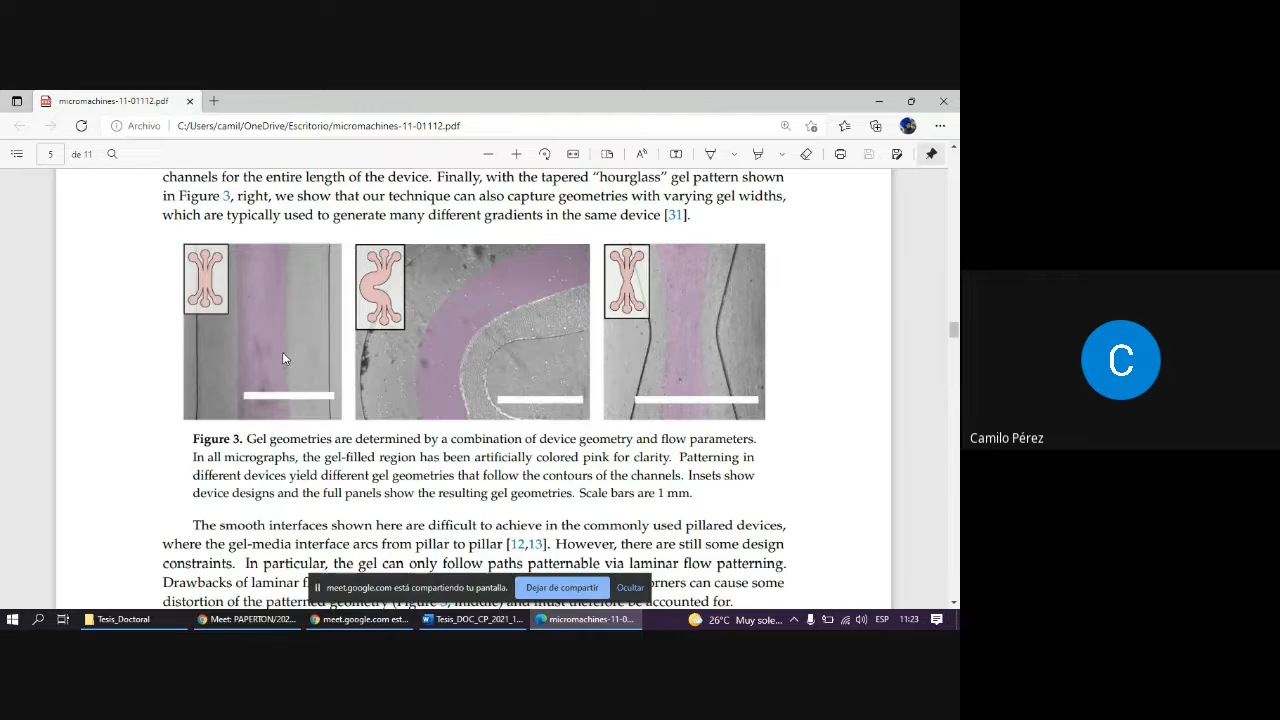 micromachines-11-01112.pdf
Archivo
C:/Users/camil/OneDrive/Escritorio/micromachines-11-01112.pdf
5 de 11
channels for the entire length of the device. Finally, with the tapered “hourglass” gel pattern shown
in Figure 3, right, we show that our technique can also capture geometries with varying gel widths,
which are typically used to generate many different gradients in the same device [31].
Figure 3. Gel geometries are determined by a combination of device geometry and flow parameters.
In all micrographs, the gel-filled region has been artificially colored pink for clarity. Patterning in
different devices yield different gel geometries that follow the contours of the channels. Insets show
device designs and the full panels show the resulting gel geometries. Scale bars are 1 mm.
The smooth interfaces shown here are difficult to achieve in the commonly used pillared devices,
where the gel-media interface arcs from pillar to pillar [12,13]. However, there are still some design
constraints. In particular, the gel can only follow paths patternable via laminar flow patterning.
Drawbacks of laminar corners can cause some
distortion of the patterned accounted for.
meet.google.com está compartiendo tu pantalla.
Dejar de compartir
Ocultar
Tesis_Doctoral
Meet: PAPERTON/202...
meet.google.com est...
Tesis_DOC_CP_2021_1...
micromachines-11-0...
26°C Muy sole...
ESP
11:23
C
Camilo Pérez